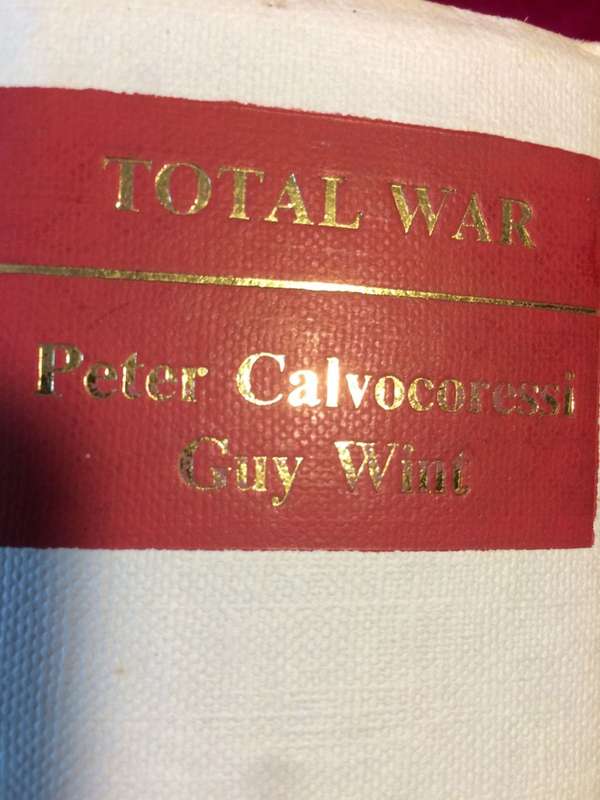 TOTAL WAR
Peter Calvocoressi
Guy Wint